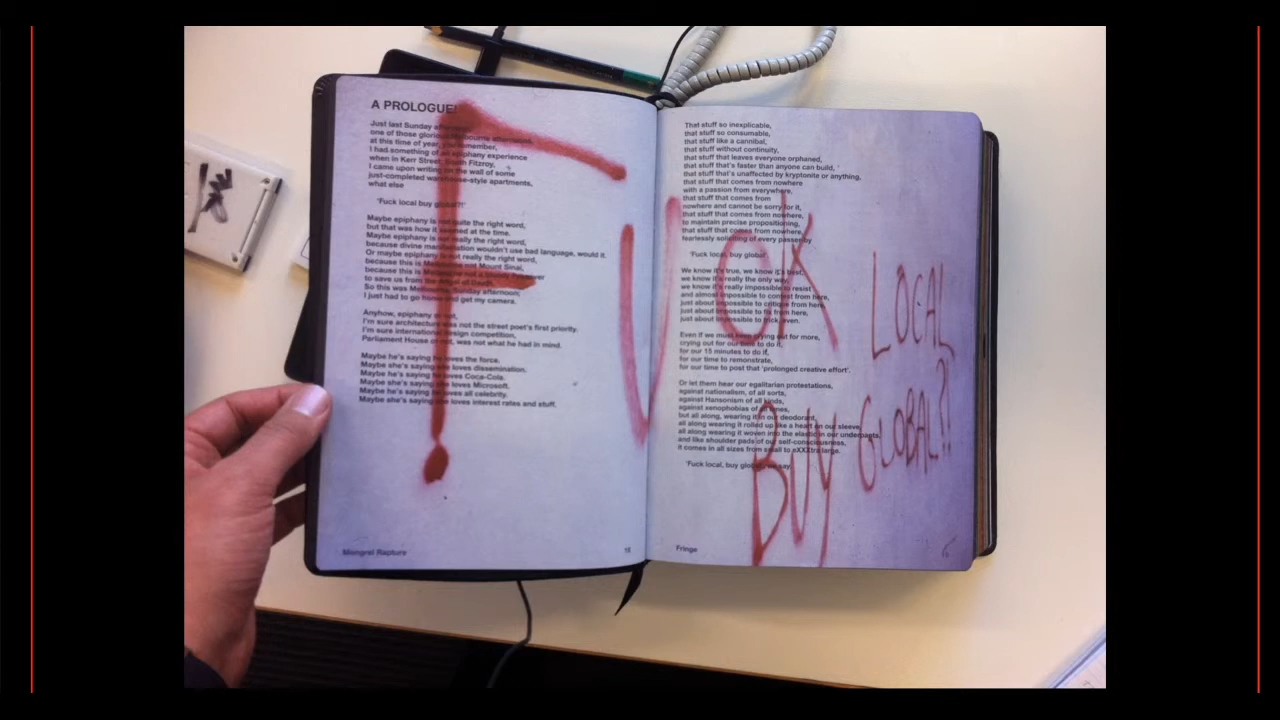 A PROLOGUE
Just last Sunday afternoon,
one of those glorious Melbourne afternoons,
at this time of year, you remember,
I had something of an epiphany experience
when in Kerr Street, South Fitzroy,
I came upon writing on the wall of some
just-completed warehouse-style apartments,
what else
'Fuck local buy global?!'
Maybe epiphany is not quite the right word,
but that was how it seemed at the time.
Maybe epiphany is not really the right word,
because divine manifestation wouldn't use bad language, would it.
Or maybe epiphany is not really the right word,
because this is Melbourne not Mount Sinai,
because this is Melbourne not a bloody Passover
to save us from the Angel of Death.
So this was Melbourne, Sunday afternoon;
I just had to go home and get my camera.
Anyhow, epiphany or not,
I'm sure architecture was not the street poet's first priority.
I'm sure international design competition,
Parliament House or not, was not what he had in mind.
Maybe he's saying he loves the force.
Maybe she's saying she loves dissemination.
Maybe he's saying he loves Coca-Cola.
Maybe she's saying she loves Microsoft.
Maybe he's saying he loves all celebrity.
Maybe she's saying she loves interest rates and stuff.
Mongrel Rapture
That stuff so inexplicable,
that stuff so consumable,
that stuff like a cannibal,
that stuff without continuity,
that stuff that leaves everyone orphaned,
that stuff that's faster than anyone can build,
that stuff that's unaffected by kryptonite or anything,
that stuff that comes from nowhere
with a passion from everywhere,
that stuff that comes from
nowhere and cannot be sorry for it,
that stuff that comes from nowhere,
to maintain precise propositioning,
that stuff that comes from nowhere,
fearlessly soliciting of every passer by
'Fuck local, buy global'
We know it's true, we know it's best,
we know it's really the only way,
we know it's really impossible to resist
and almost impossible to contest from here,
just about impossible to critique from here,
just about impossible to fix from here,
just about impossible to trick, even.
Even if we must keep crying out for more,
crying out for our time to do it,
for our 15 minutes to do it,
for our time to remonstrate,
for our time to post that 'prolonged creative effort'.
Or let them hear our egalitarian protestations,
against nationalism, of all sorts,
against Hansonism of all kinds,
against xenophobias of all times,
but all along, wearing it in our deodorant,
all along wearing it rolled up like a heart on our sleeve,
all along wearing it woven into the elastic in our underpants,
and like shoulder pads of our self-consciousness,
it comes in all sizes from small to eXXXtra large.
'Fuck local, buy global', we say
Fringe
FUCK
LOCAL
BUY GLOBAL?!